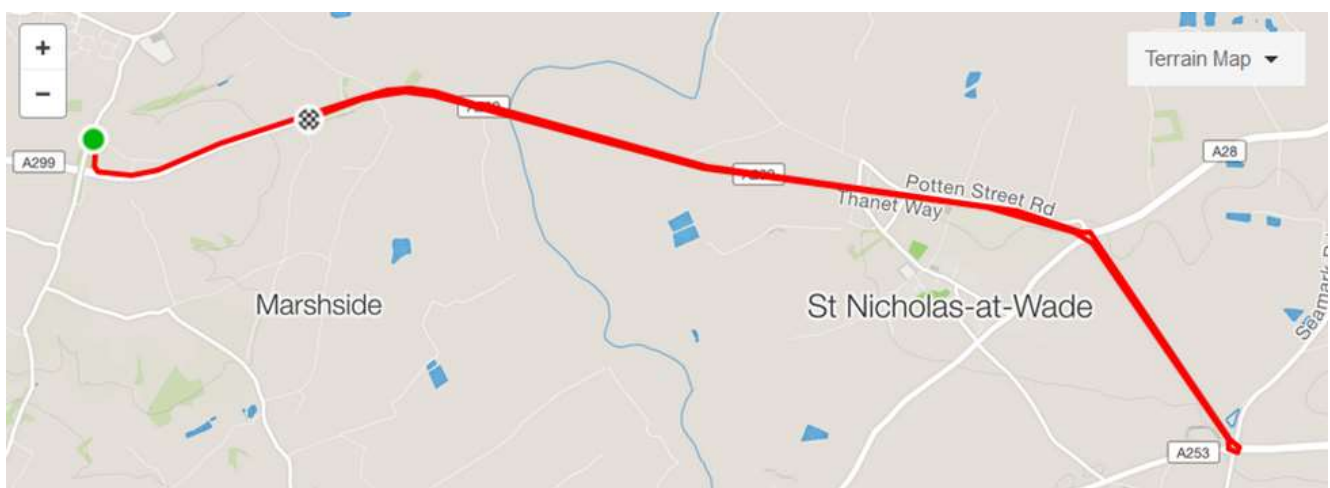 +
Terrain Map
−
A28
A299
Potten Street Rd
Thanet Way
Marshside
St Nicholas-at-Wade
A253